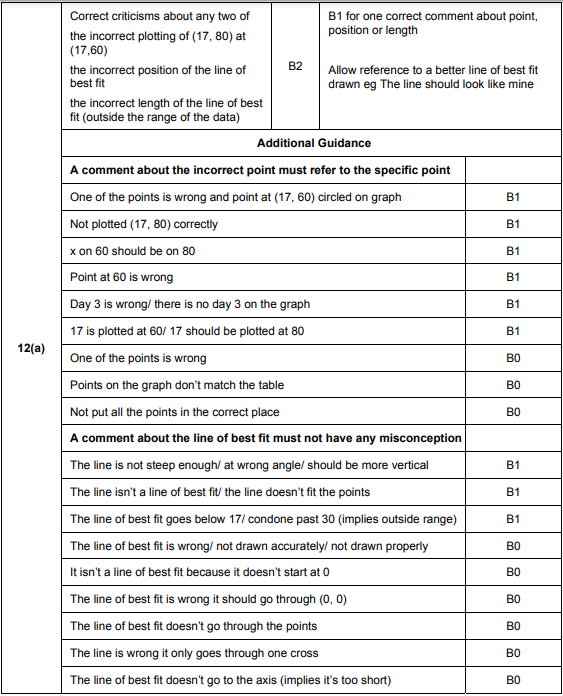 Correct criticisms about any two of
the incorrect plotting of (17, 80) at
(17,60)
the incorrect position of the line of
best fit
the incorrect length of the line of best
fit (outside the range of the data)
B2
B1 for one correct comment about point,
position or length
Allow reference to a better line of best fit
drawn eg The line should look like mine
Additional Guidance
A comment about the incorrect point must refer to the specific point
One of the points is wrong and point at (17, 60) circled on graph
B1
Not plotted (17, 80) correctly
B1
x on 60 should be on 80
B1
Point at 60 is wrong
B1
Day 3 is wrong/ there is no day 3 on the graph
B1
17 is plotted at 60/ 17 should be plotted at 80
B1
12(a)
One of the points is wrong
B0
Points on the graph don’t match the table
B0
Not put all the points in the correct place
B0
A comment about the line of best fit must not have any misconception
The line is not steep enough/ at wrong angle/ should be more vertical
B1
The line isn’t a line of best fit/ the line doesn’t fit the points
B1
The line of best fit goes below 17/ condone past 30 (implies outside range)
B1
The line of best fit is wrong/ not drawn accurately/ not drawn properly
B0
It isn’t a line of best fit because it doesn’t start at 0
B0
The line of best fit is wrong it should go through (0, 0)
B0
The line of best fit doesn’t go through the points
B0
The line is wrong it only goes through one cross
B0
The line of best fit doesn’t go to the axis (implies it’s too short)
B0